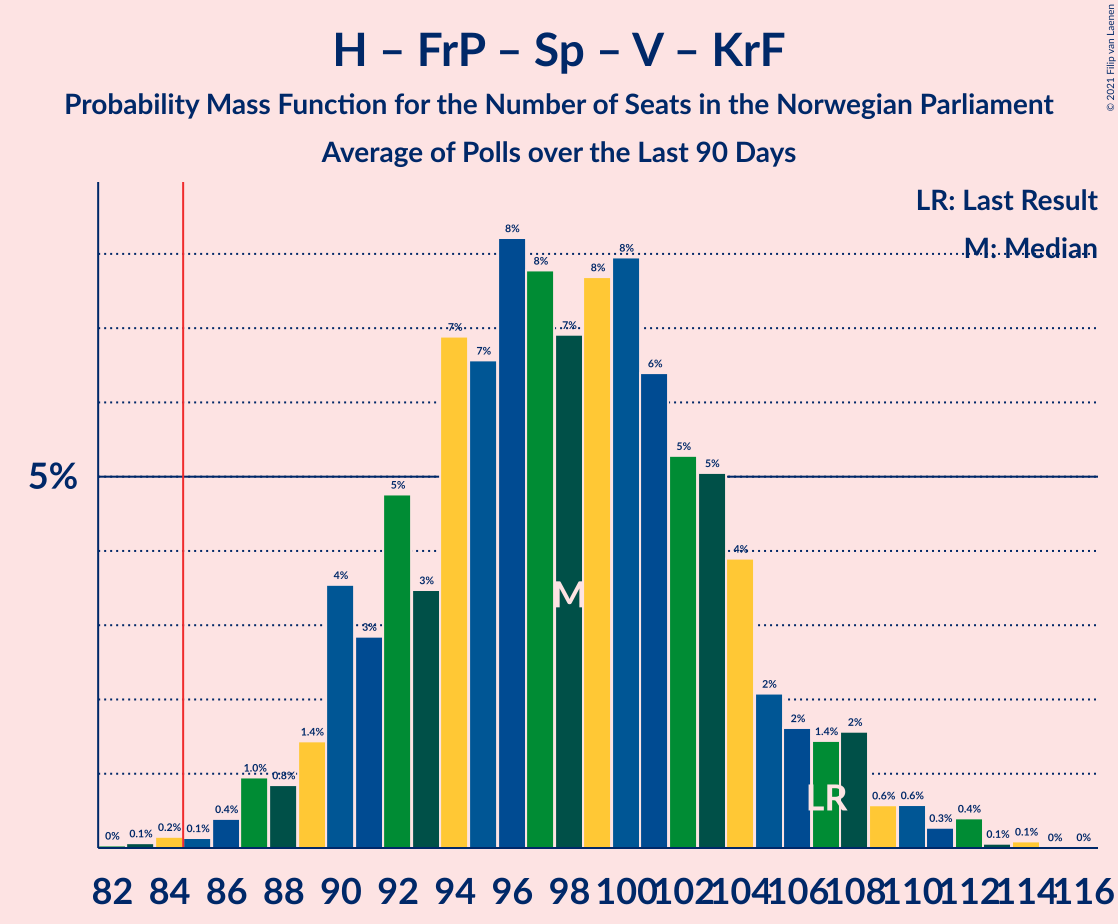 H – FrP – Sp – V – KrF
Probability Mass Function for the Number of Seats in the Norwegian Parliament
Average of Polls over the Last 90 Days
© 2021 Filip van Laenen
LR: Last Result
M: Median
5%
0% 0.1% 0.2% 0.1% 0.4% 1.0% 0.8% 1.4% 4% 3% 5% 3% 7% 7% 8% 8% 7% 8% 8% 6% 5% 5% 4% 2% 2% 1.4% 2% 0.6% 0.6% 0.3% 0.4% 0.1% 0.1% 0% 0%
M
LR
82 84 86 88 90 92 94 96 98 100 102 104 106 108 110 112 114 116